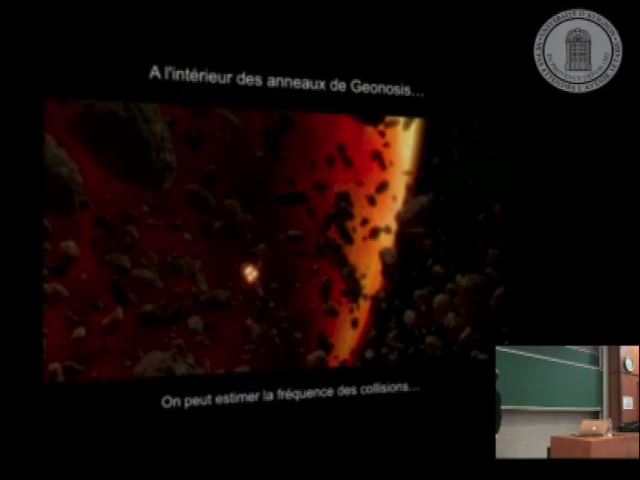 A l'intérieur des anneaux de Geonosis...
On peut estimer la fréquence des collisions...